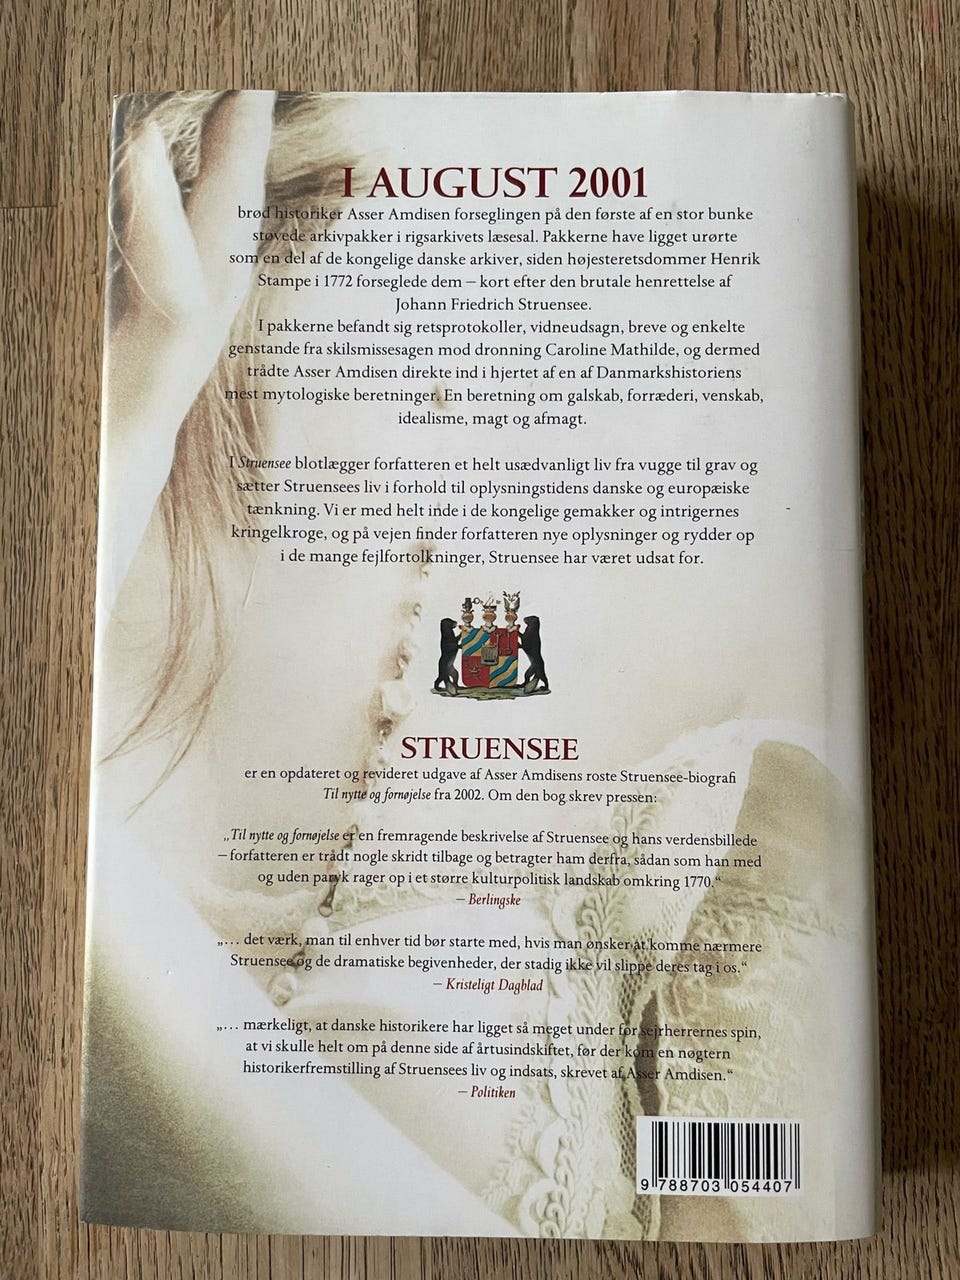 I AUGUST 2001
brød historiker Asser Amdisen forseglingen på den første af en stor bunke
støvede arkivpakker i rigsarkivets læsesal. Pakkerne have ligget urørte
som en del af de kongelige danske arkiver, siden højesteretsdommer Henrik
Stampe i 1772 forseglede dem – kort efter den brutale henrettelse af
Johann Friedrich Struensee.
I pakkerne befandt sig retsprotokoller, vidneudsagn, breve og enkelte
genstande fra skilsmissesagen mod dronning Caroline Mathilde, og dermed
trådte Asser Amdisen direkte ind i hjertet af en af Danmarkshistoriens
mest mytologiske beretninger. En beretning om galskab, forræderi, venskab,
idealisme, magt og afmagt.
I Struensee blotlægger forfatteren et helt usædvanligt liv fra vugge til grav og
sætter Struensees liv i forhold til oplysningstidens danske og europæiske
tænkning. Vi er med helt inde i de kongelige gemakker og intrigernes
kringelkroge, og på vejen finder forfatteren nye oplysninger og rydder op
i de mange fejlfortolkninger, Struensee har været udsat for.
STRUENSEE
er en opdateret og revideret udgave af Asser Amdisens roste Struensee-biografi
Til nytte og fornøjelse fra 2002. Om den bog skrev pressen:
„Til nytte og fornøjelse er en fremragende beskrivelse af Struensee og hans verdensbillede
– forfatteren er trådt nogle skridt tilbage og betragter ham derfra, sådan som han med
og uden paryk rager op i et større kulturpolitisk landskab omkring 1770.“
– Berlingske
„… det værk, man til enhver tid bør starte med, hvis man ønsker at komme nærmere
Struensee og de dramatiske begivenheder, der stadig ikke vil slippe deres tag i os.“
– Kristeligt Dagblad
„… mærkeligt, at danske historikere har ligget så meget under for sejrherrernes spin,
at vi skulle helt om på denne side af årtusindskiftet, før der kom en nøgtern
historikerfremstilling af Struensees liv og indsats, skrevet af Asser Amdisen.“
– Politiken
9 788703 054407